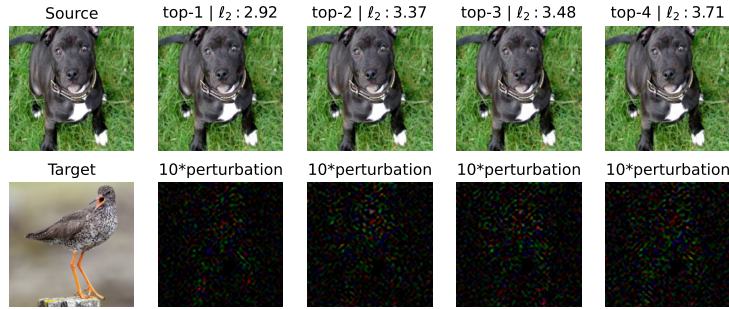 Source
top-1 | ℓ₂ : 2.92
top-2 | ℓ₂ : 3.37
top-3 | ℓ₂ : 3.48
top-4 | ℓ₂ : 3.71
Target
10*perturbation
10*perturbation
10*perturbation
10*perturbation